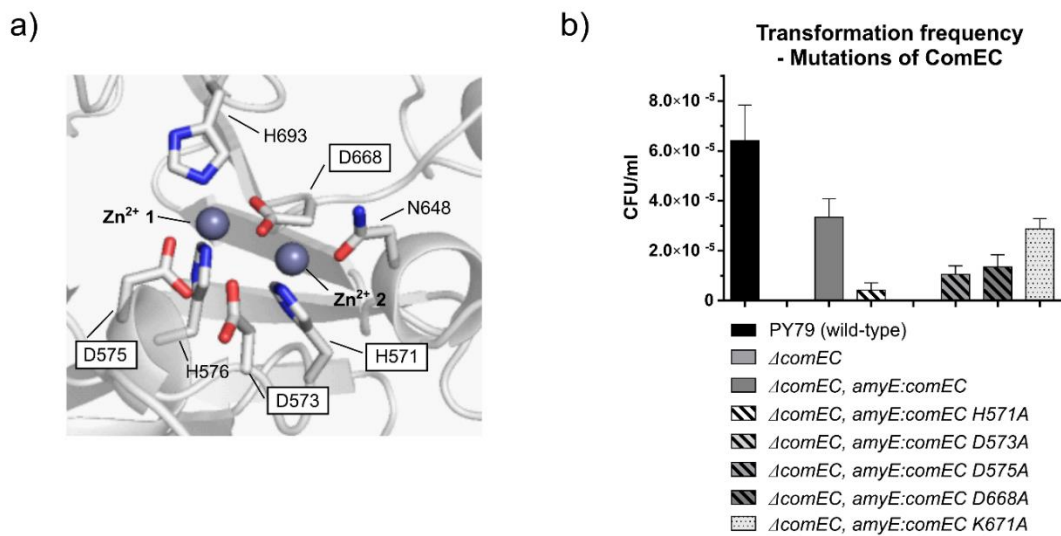 a)
H693
D668
Zn²⁺ 1
N648
Zn²⁺ 2
D575
H576
H571
D573
b)
Transformation frequency
- Mutations of ComEC
CFU/ml
8.0×10 -5
6.0×10 -5
4.0×10 -5
2.0×10 -5
0
PY79 (wild-type)
ΔcomEC
ΔcomEC, amyE:comEC
ΔcomEC, amyE:comEC H571A
ΔcomEC, amyE:comEC D573A
ΔcomEC, amyE:comEC D575A
ΔcomEC, amyE:comEC D668A
ΔcomEC, amyE:comEC K671A